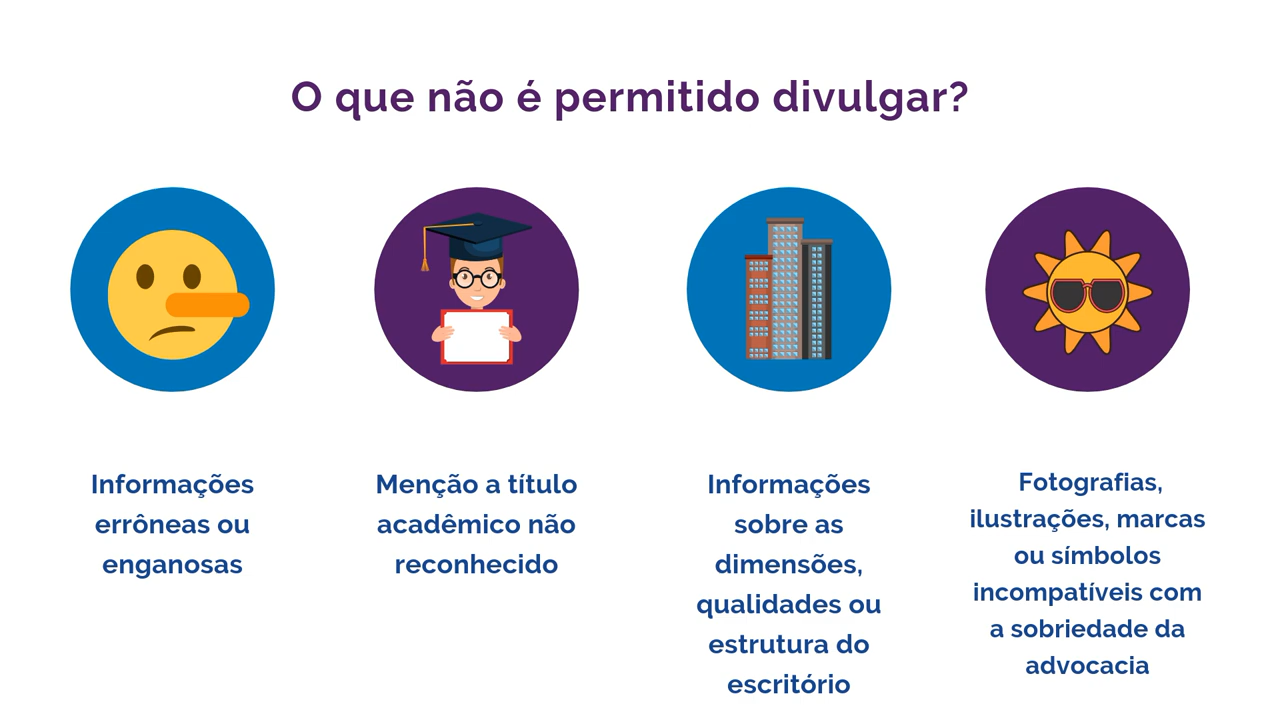 O que não é permitido divulgar?
Informações
errôneas ou
enganosas
Menção a título
acadêmico não
reconhecido
Informações
sobre as
dimensões,
qualidades ou
estrutura do
escritório
Fotografias,
ilustrações, marcas
ou símbolos
incompatíveis com
a sobriedade da
advocacia